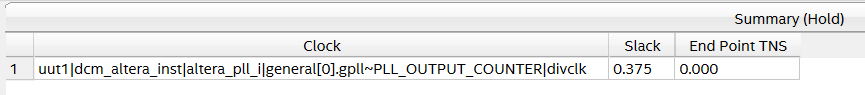 Summary (Hold)
Clock Slack End Point TNS
1 uut1|dcm_altera_inst|altera_pll_i|general[0].gpll~PLL_OUTPUT_COUNTER|divclk 0.375 0.000